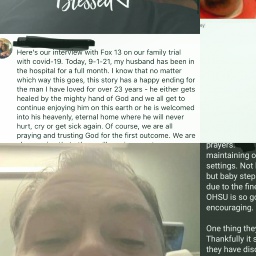 Blessed
Here's our interview with Fox 13 on our family trial
with covid-19. Today, 9-1-21, my husband has been in
the hospital for a full month. I know that no matter
which way this goes, this story has a happy ending for
the man I have loved for over 23 years - he either gets
healed by the mighty hand of God and we all get to
continue enjoying him on this earth or he is welcomed
into his heavenly, eternal home where he will never
hurt, cry or get sick again. Of course, we are all
praying and trusting God for the first outcome. We are
prayers.
maintaining o
settings. Not
but baby step
due to the fine
OHSU is so go
encouraging.
One thing they
Thankfully it s
they have disc